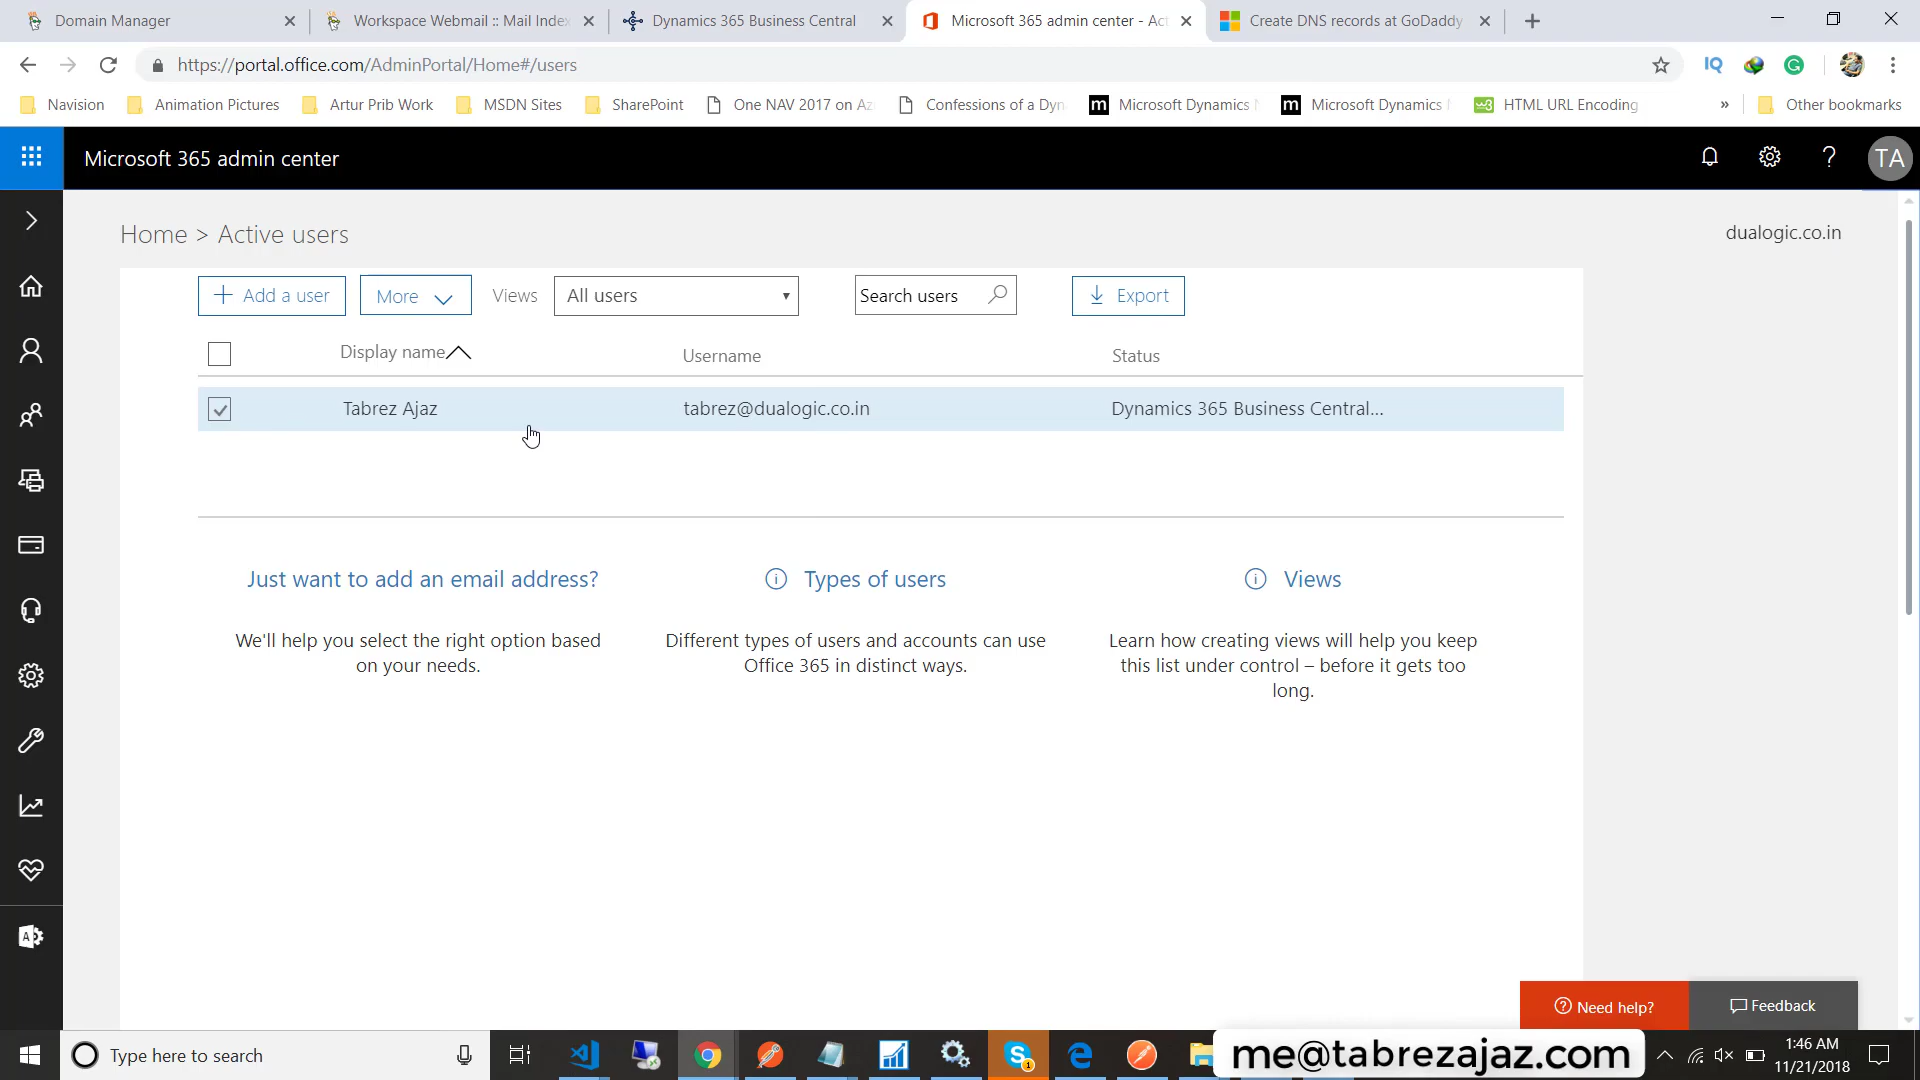 Domain Manager
Workspace Webmail :: Mail Index
Dynamics 365 Business Central
Microsoft 365 admin center - Ac
Create DNS records at GoDaddy
https://portal.office.com/AdminPortal/Home#/users
IQ
Navision
Animation Pictures
Artur Prib Work
MSDN Sites
SharePoint
One NAV 2017 on Az
Confessions of a Dyn
Microsoft Dynamics
Microsoft Dynamics
HTML URL Encoding
»
Other bookmarks
Microsoft 365 admin center
TA
Home > Active users
dualogic.co.in
Add a user
More
Views
All users
Search users
Export
Display name
Username
Status
Tabrez Ajaz
tabrez@dualogic.co.in
Dynamics 365 Business Central...
Just want to add an email address?
We'll help you select the right option based
on your needs.
Types of users
Different types of users and accounts can use
Office 365 in distinct ways.
Views
Learn how creating views will help you keep
this list under control – before it gets too
long.
Need help?
Feedback
Type here to search
me@tabrezajaz.com
1:46 AM
11/21/2018